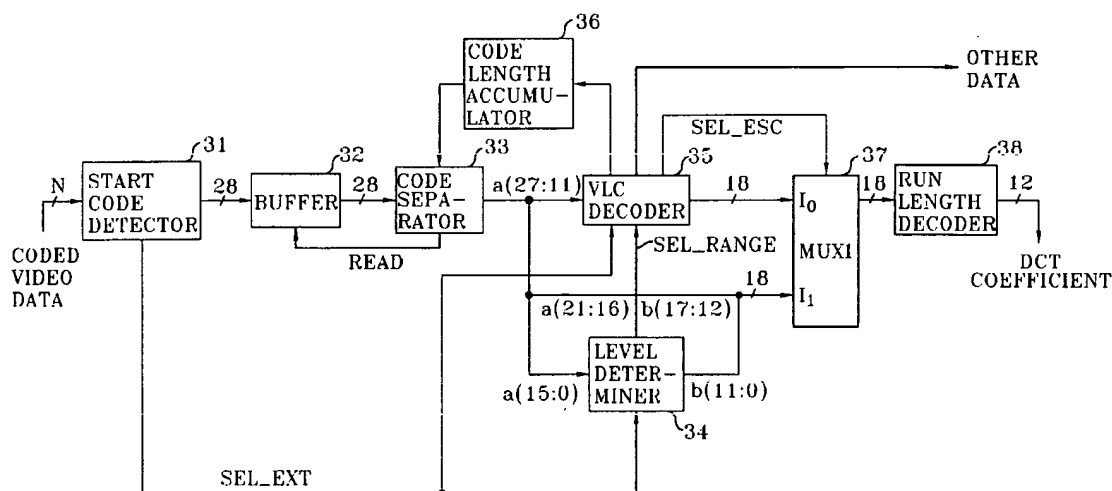 36
CODE
LENGTH
ACCUMU-
LATOR
OTHER
DATA
SEL_ESC
31
START
CODE
DETECTOR
N
CODED
VIDEO
DATA
28
32
BUFFER
28
33
CODE
SEPA-
RATOR
READ
a(27:11)
35
VLC
DECODER
18
SEL_RANGE
37
I0
MUX1
I1
18
38
RUN
LENGTH
DECODER
12
DCT
COEFFICIENT
a(21:16)
b(17:12)
18
LEVEL
DETER-
MINER
a(15:0)
b(11:0)
34
SEL_EXT